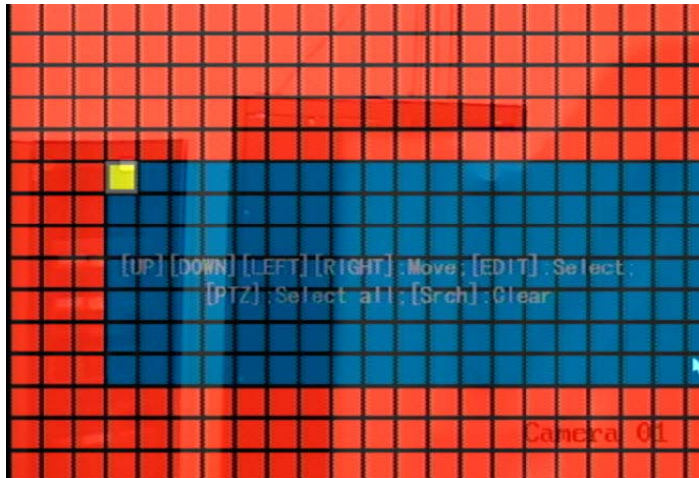 [UP][DOWN][LEFT][RIGHT]:Move;[EDIT]:Select;
[PTZ]:Select all;[Srch]:Clear
Camera 01